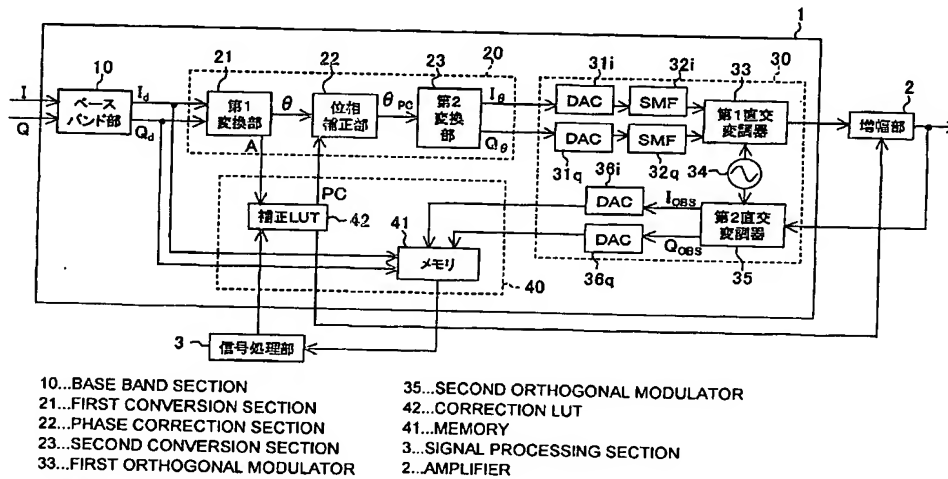 1
10
21
22
23
20
31i
32i
33
30
2
I
Q
ベース
バンド部
Id
Qd
第1
変換部
θ
A
位相
補正部
θPC
第2
変換
部
Iθ
Qθ
DAC
SMF
第1直交
変調器
増幅部
DAC
SMF
31q
32q
34
36i
PC
補正LUT
42
41
メモリ
DAC
IOBS
DAC
QOBS
第2直交
変調器
36q
35
40
3
信号処理部
10...BASE BAND SECTION
21...FIRST CONVERSION SECTION
22...PHASE CORRECTION SECTION
23...SECOND CONVERSION SECTION
33...FIRST ORTHOGONAL MODULATOR
35...SECOND ORTHOGONAL MODULATOR
42...CORRECTION LUT
41...MEMORY
3...SIGNAL PROCESSING SECTION
2...AMPLIFIER